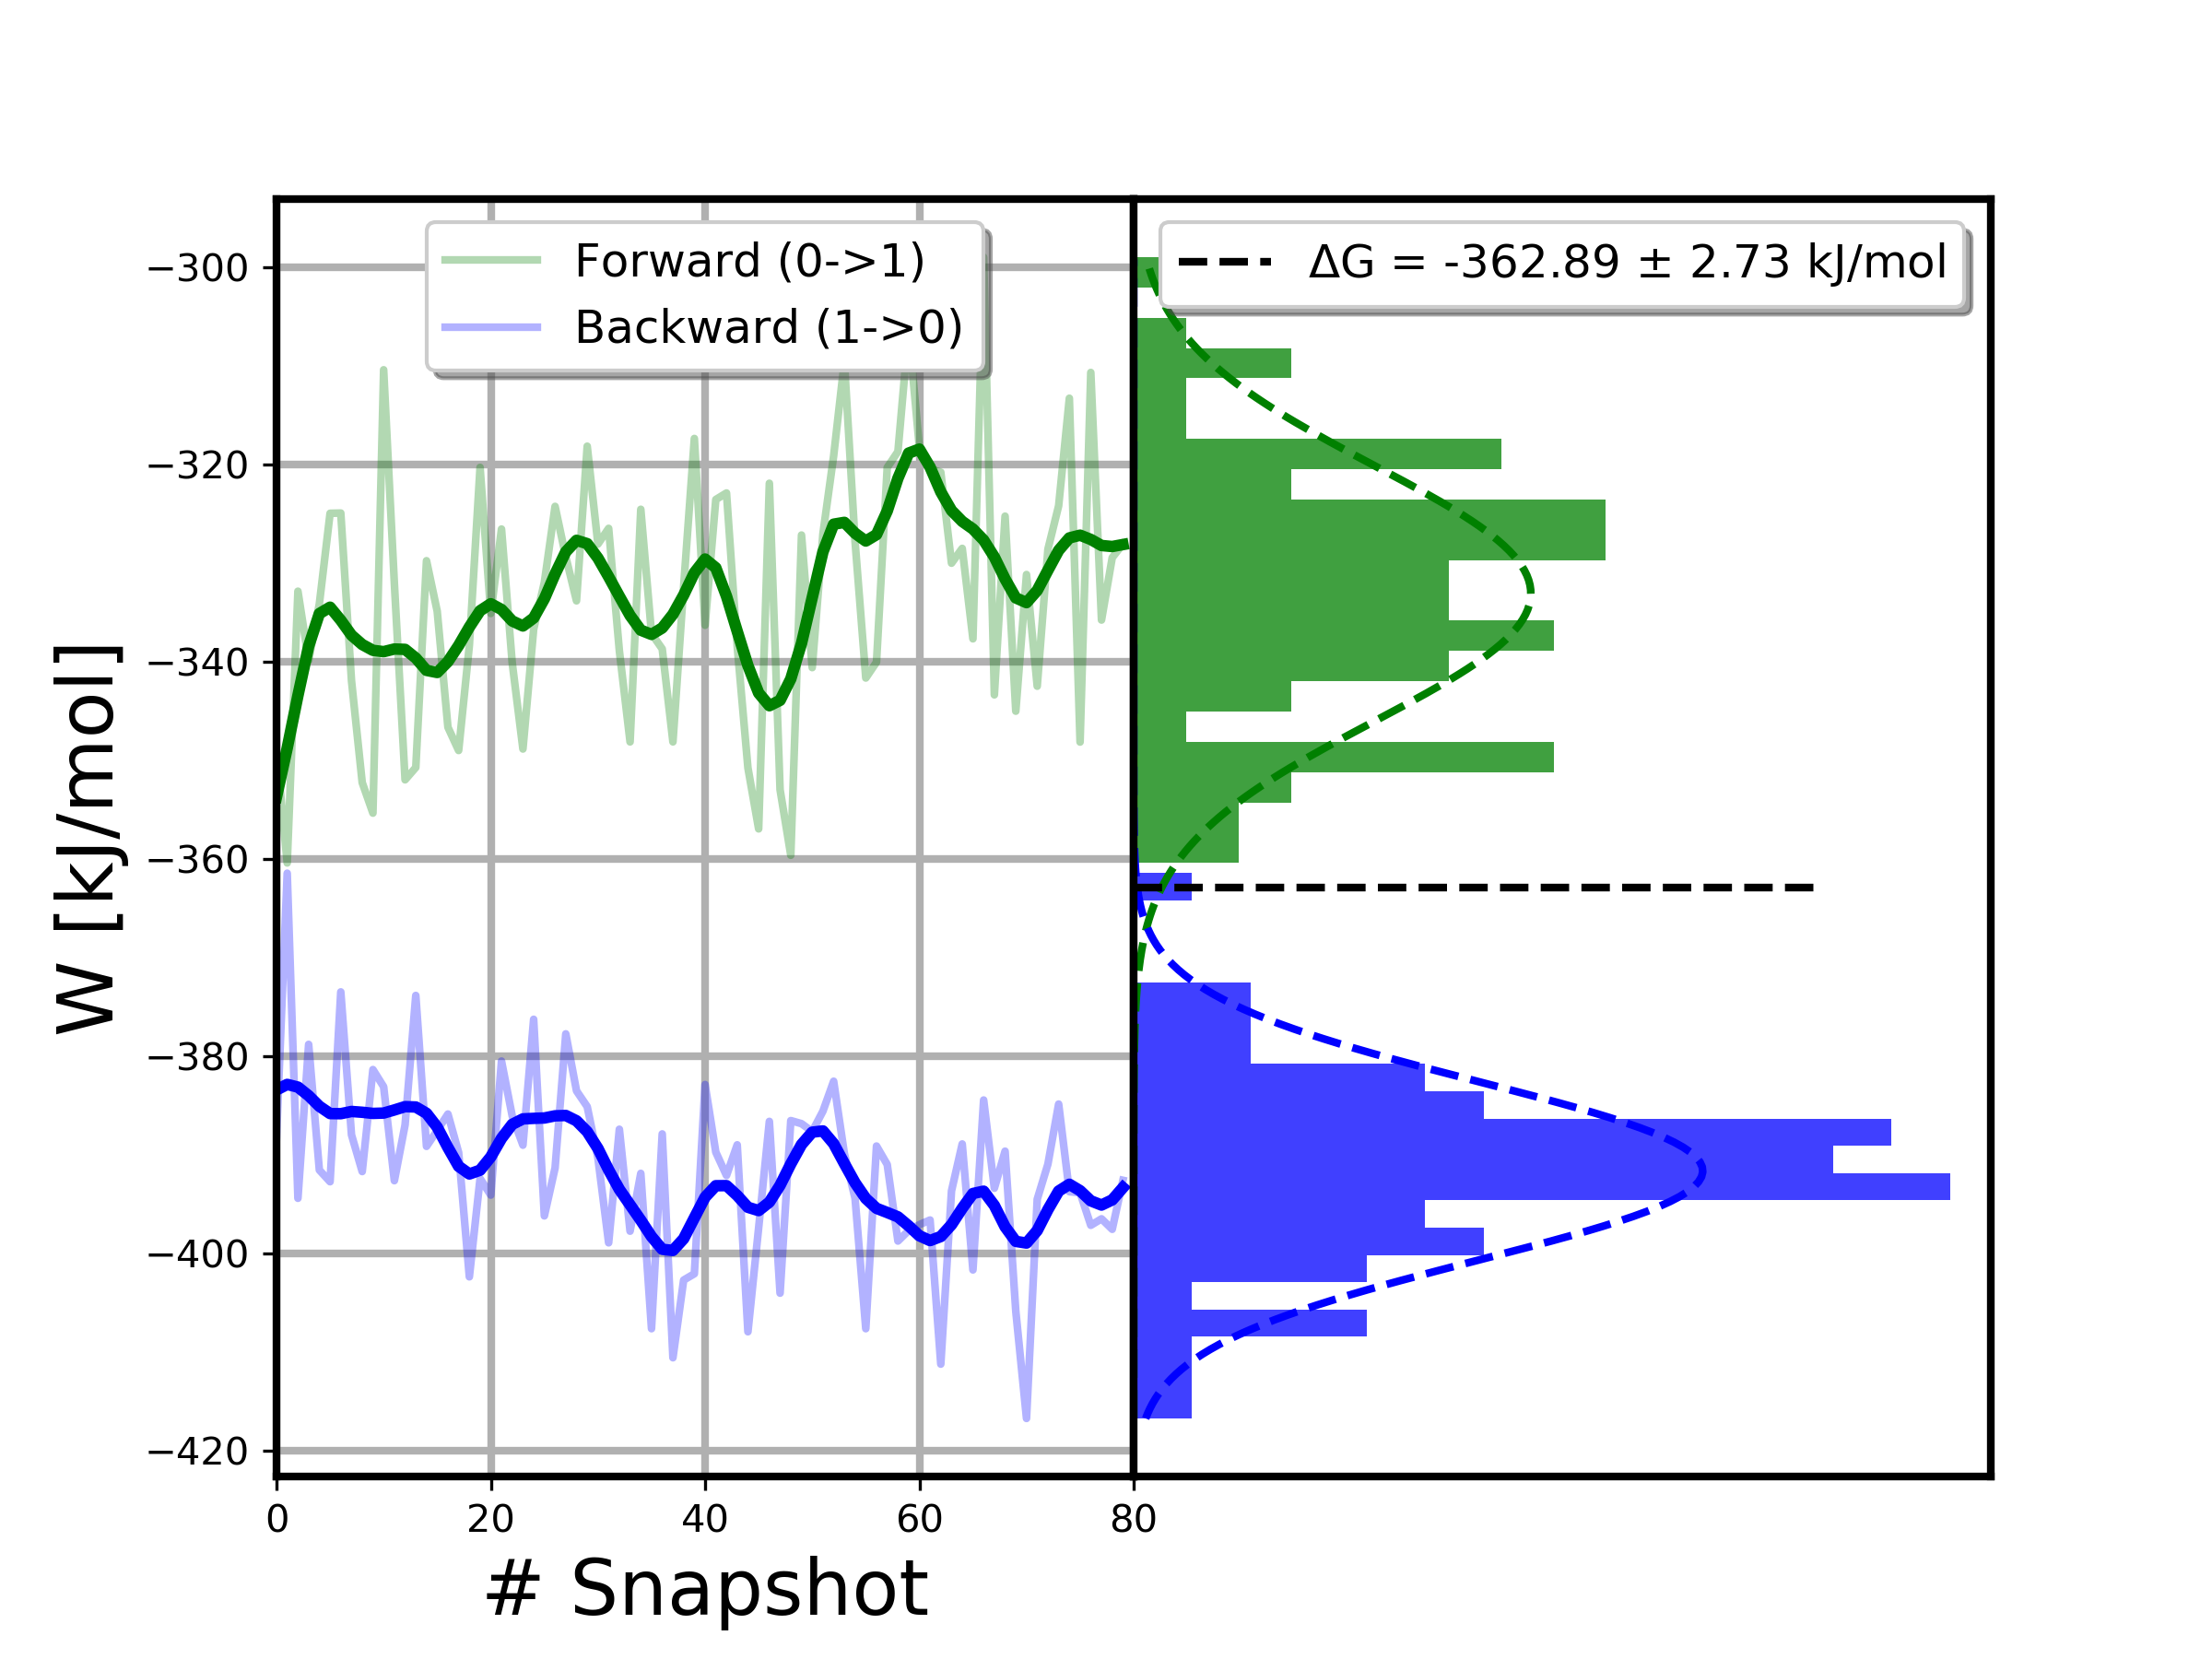 Forward (0->1)
Backward (1->0)
ΔG = -362.89 ± 2.73 kJ/mol
W [kJ/mol]
−300
−320
−340
−360
−380
−400
−420
0 20 40 60 80
# Snapshot